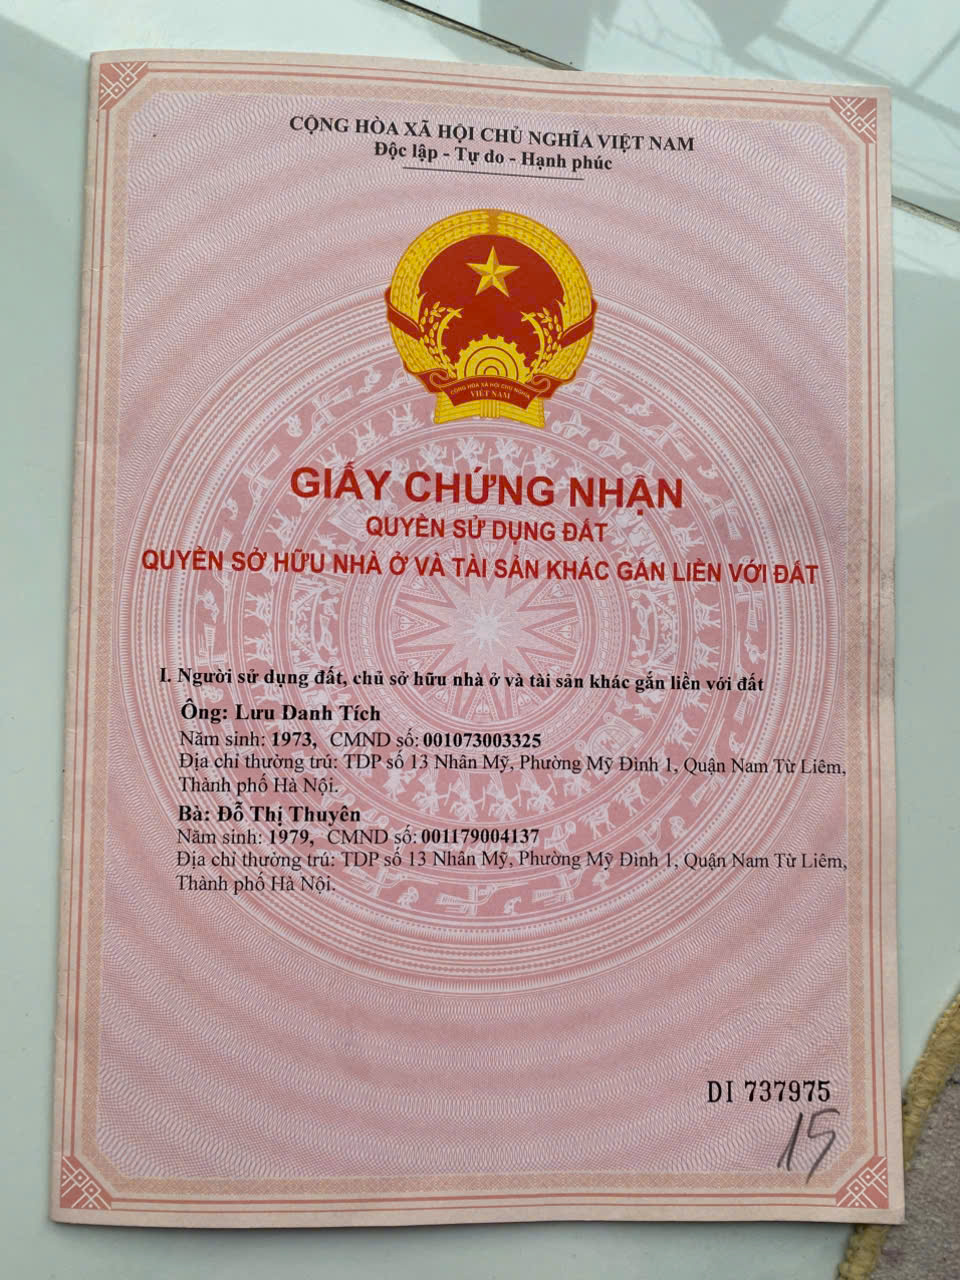 CỘNG HÒA XÃ HỘI CHỦ NGHĨA VIỆT NAM
Độc lập - Tự do - Hạnh phúc
CỘNG HÒA XÃ HỘI CHỦ NGHĨA
VIỆT NAM
GIẤY CHỨNG NHẬN
QUYỀN SỬ DỤNG ĐẤT
QUYỀN SỞ HỮU NHÀ Ở VÀ TÀI SẢN KHÁC GẮN LIỀN VỚI ĐẤT
I. Người sử dụng đất, chủ sở hữu nhà ở và tài sản khác gắn liền với đất
Ông: Lưu Danh Tích
Năm sinh: 1973, CMND số: 001073003325
Địa chỉ thường trú: TDP số 13 Nhân Mỹ, Phường Mỹ Đình 1, Quận Nam Từ Liêm,
Thành phố Hà Nội.
Bà: Đỗ Thị Thuyên
Năm sinh: 1979, CMND số: 001179004137
Địa chỉ thường trú: TDP số 13 Nhân Mỹ, Phường Mỹ Đình 1, Quận Nam Từ Liêm,
Thành phố Hà Nội.
DI 737975
15